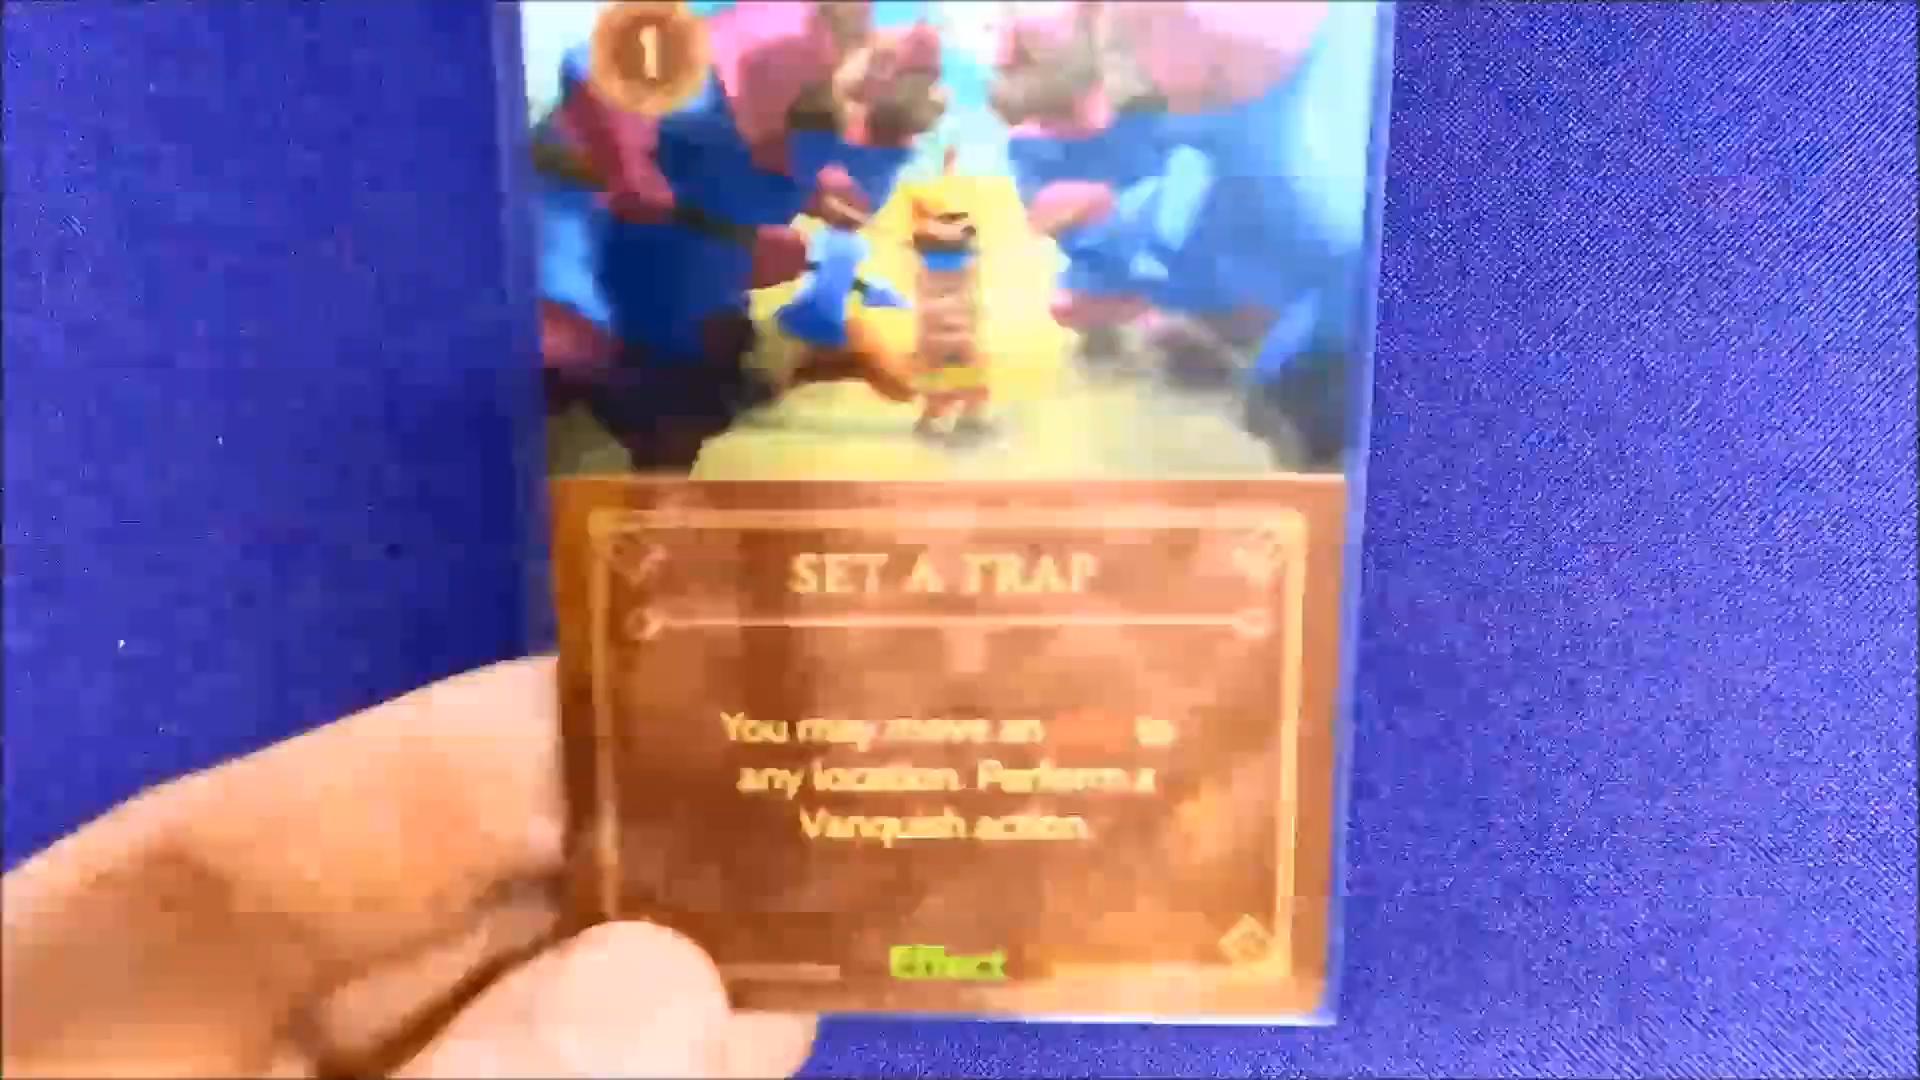 1
SET A TRAP
You may move an to
any location. Perform a
Vanquish action.
Effect